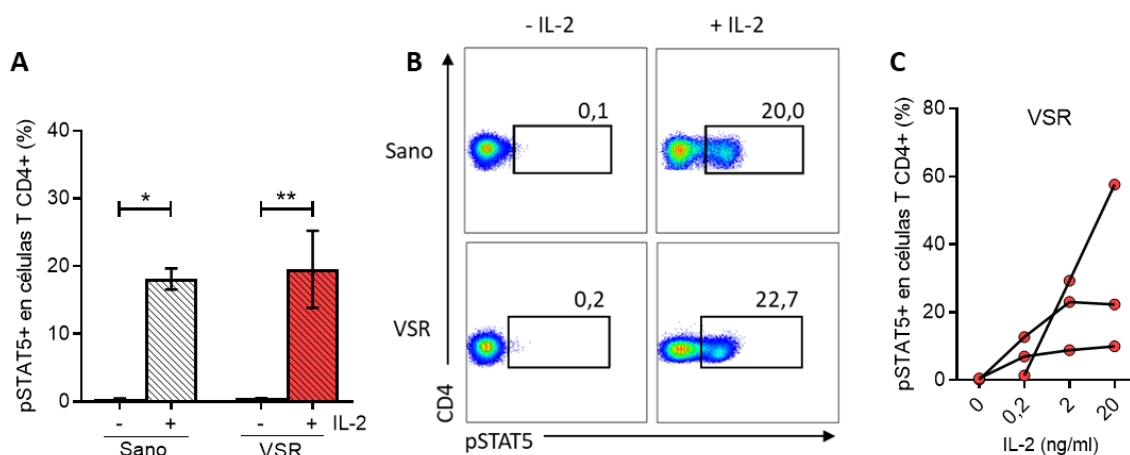 A
pSTAT5+ en células T CD4+ (%)
40
30
20
10
0
*
**
- + - + IL-2
Sano VSR
B
- IL-2 + IL-2
Sano
0,1 20,0
VSR
0,2 22,7
CD4
pSTAT5
C
VSR
pSTAT5+ en células T CD4+ (%)
80
60
40
20
0
0 0,2 2 20
IL-2 (ng/ml)